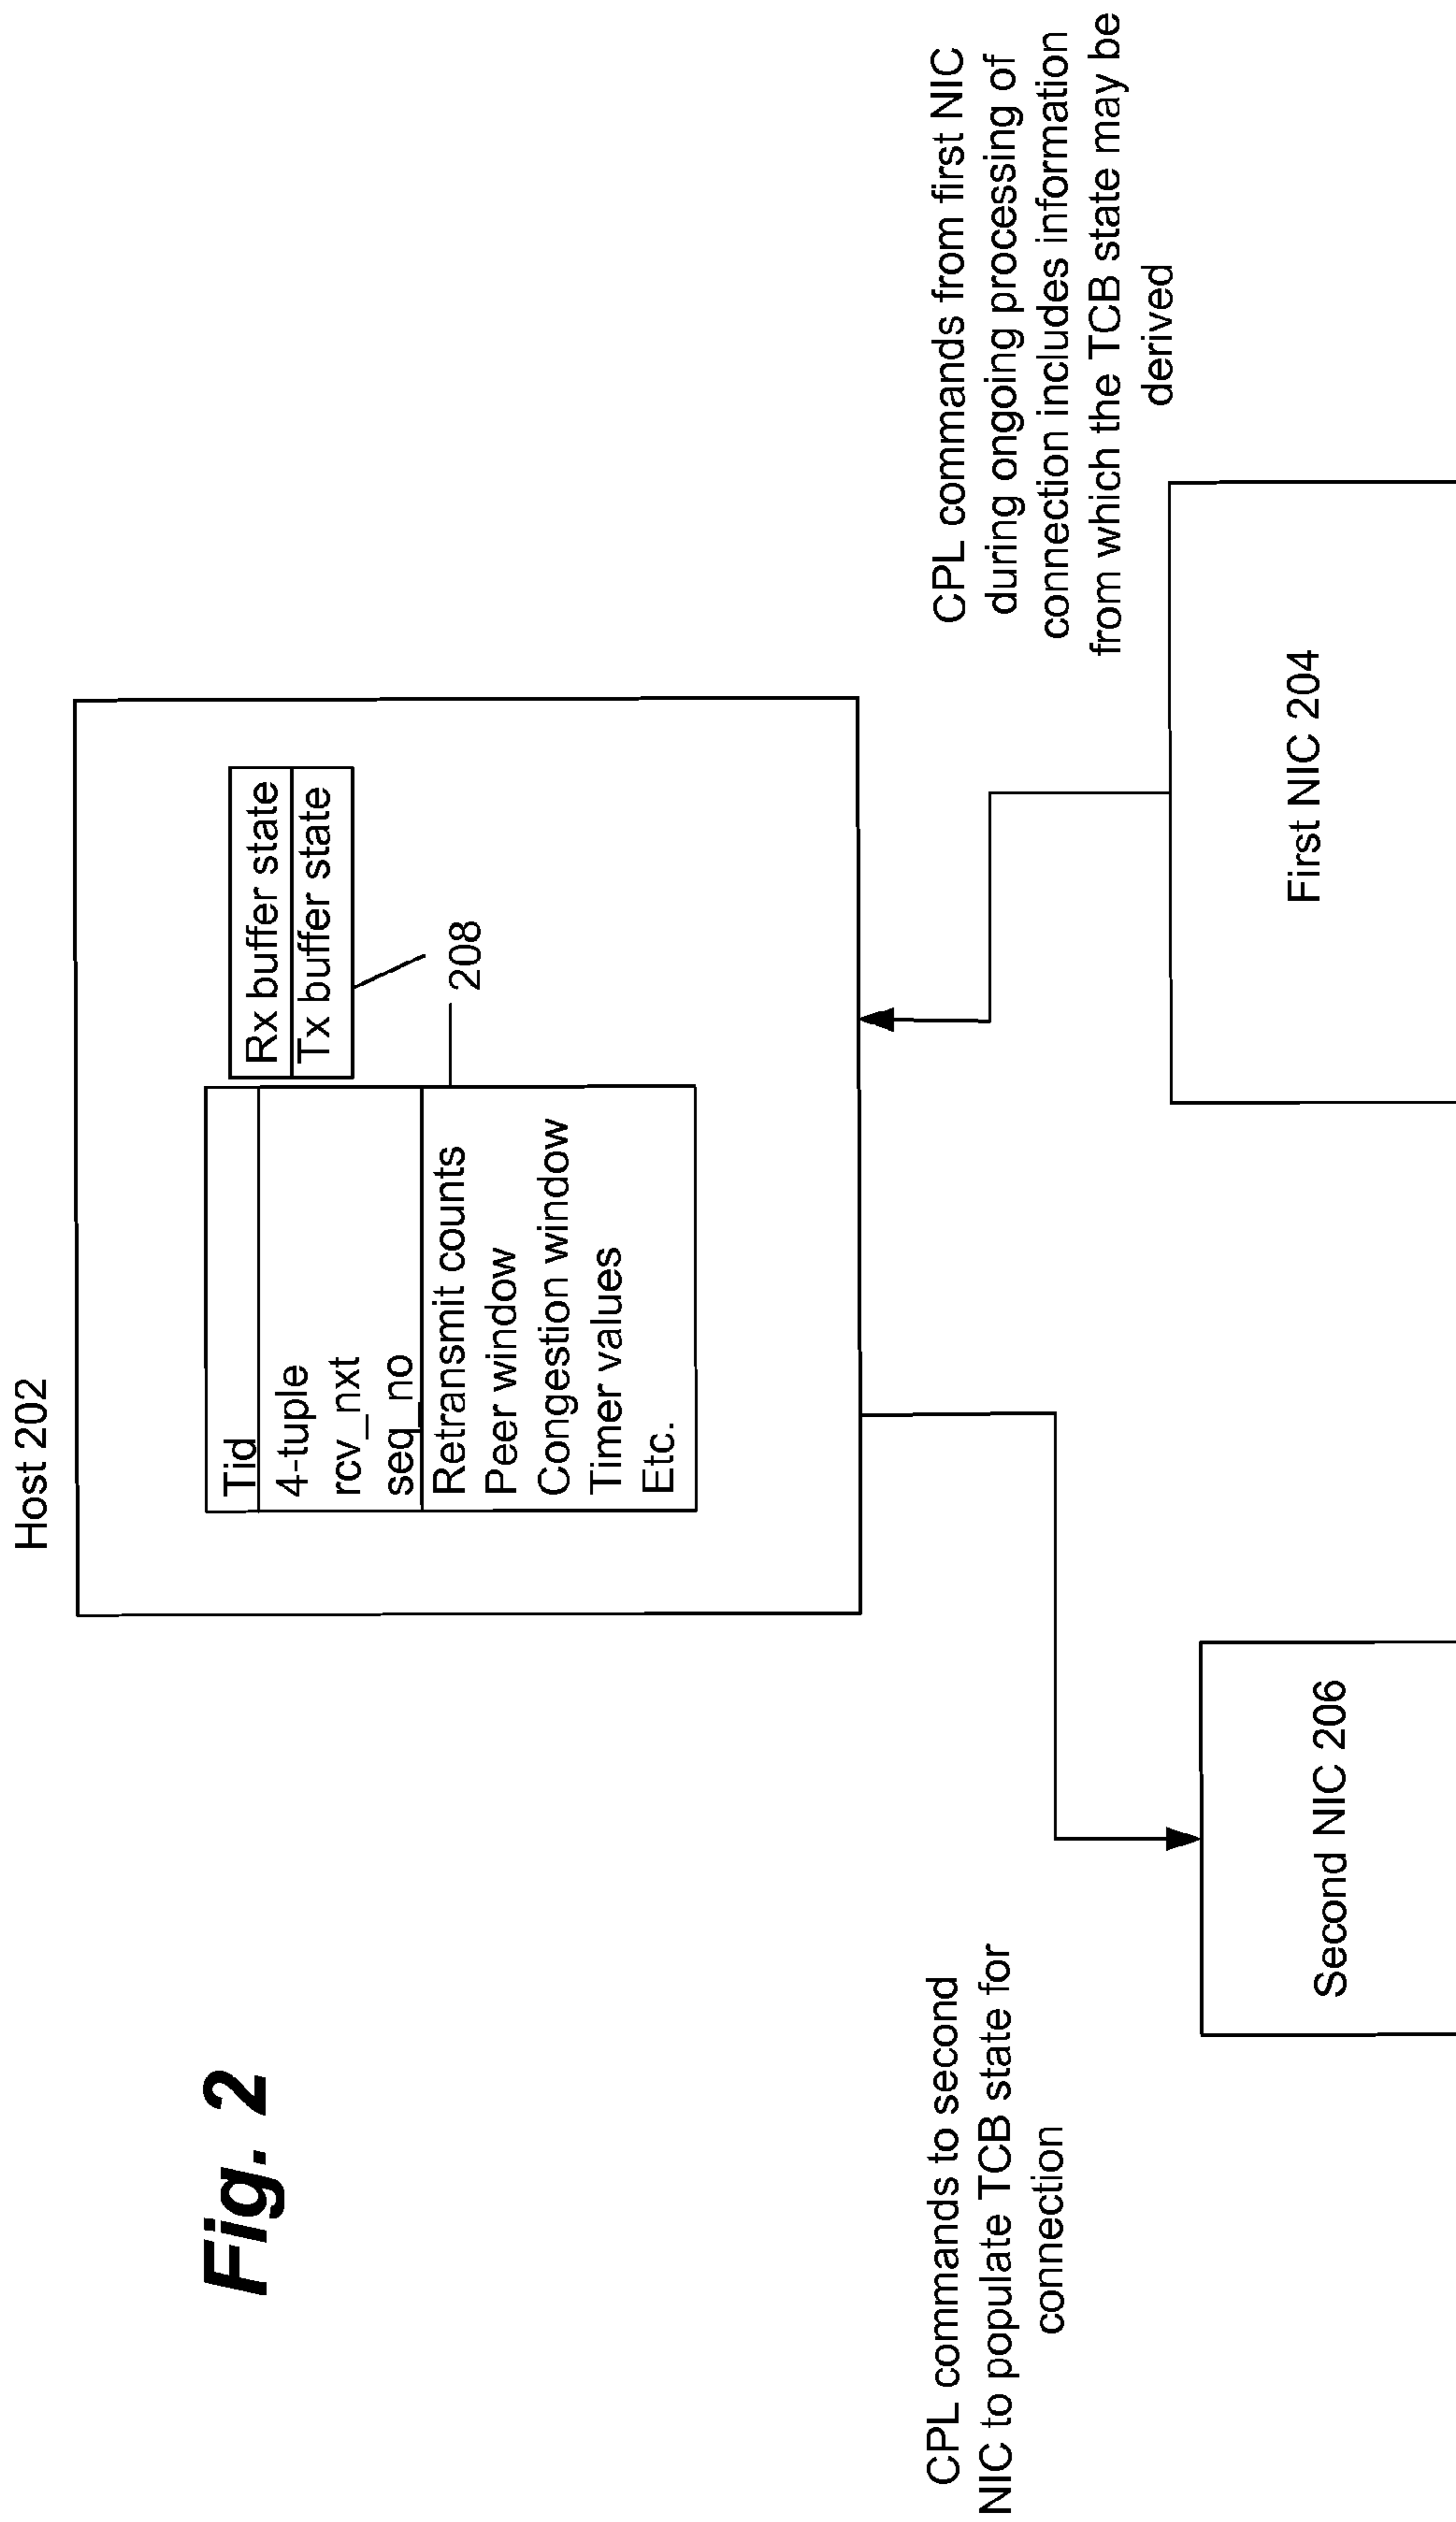 Fig. 2
Host 202
Tid
4-tuple
rcv_nxt
seq_no
Retransmit counts
Peer window
Congestion window
Timer values
Etc.
Rx buffer state
Tx buffer state
208
CPL commands to second
NIC to populate TCB state for
connection
CPL commands from first NIC
during ongoing processing of
connection includes information
from which the TCB state may be
derived
Second NIC 206
First NIC 204